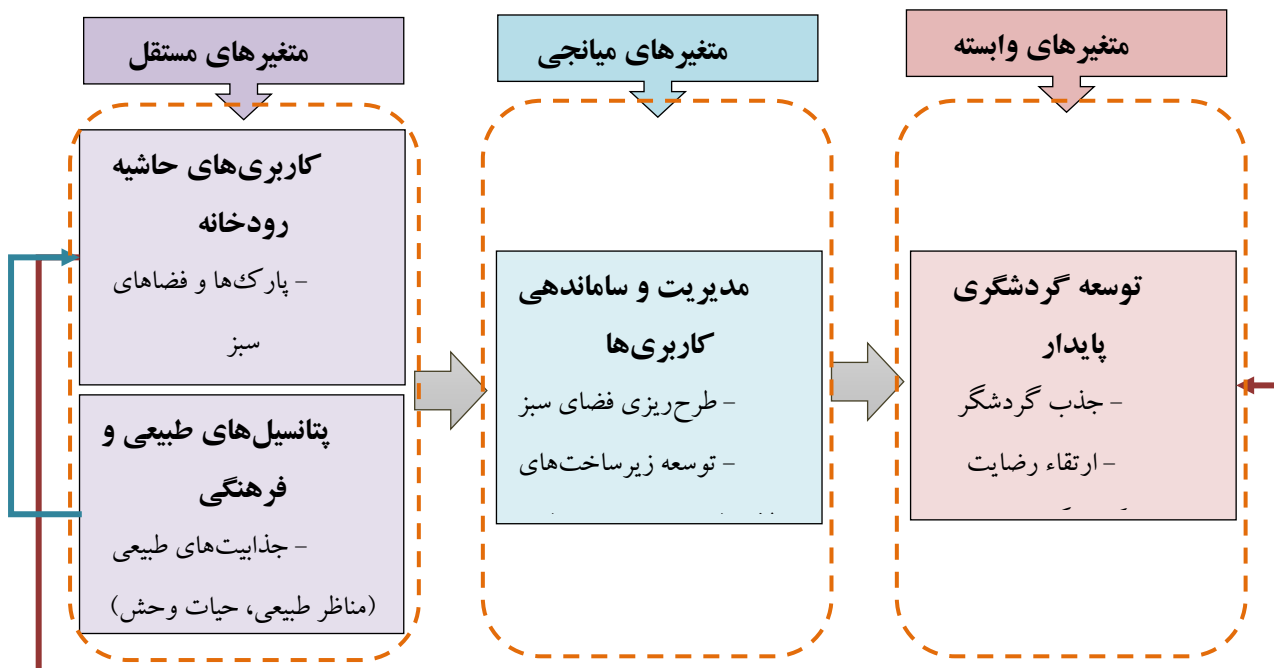 متغیرهای مستقل
کاربری‌های حاشیه
رودخانه
– پارک‌ها و فضاهای
سبز
پتانسیل‌های طبیعی و
فرهنگی
– جذابیت‌های طبیعی
(مناظر طبیعی، حیات وحش)
متغیرهای میانجی
مدیریت و ساماندهی
کاربری‌ها
– طرح‌ریزی فضای سبز
– توسعه زیرساخت‌های
متغیرهای وابسته
توسعه گردشگری
پایدار
– جذب گردشگر
– ارتقاء رضایت